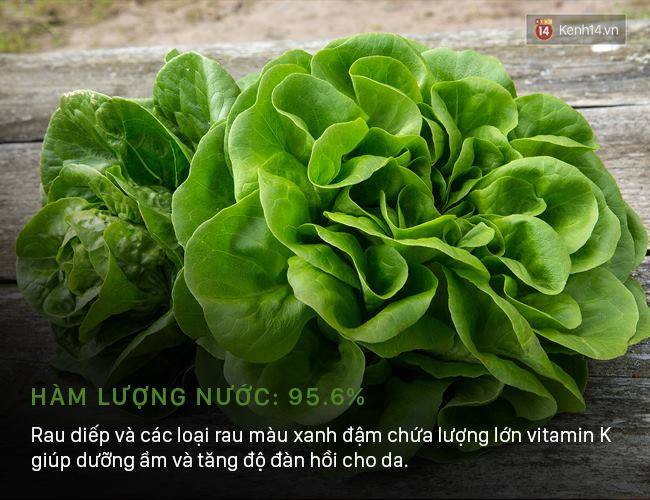 14
Kenh14.vn
HÀM LƯỢNG NƯỚC: 95.6%
Rau diếp và các loại rau màu xanh đậm chứa lượng lớn vitamin K
giúp dưỡng ẩm và tăng độ đàn hồi cho da.